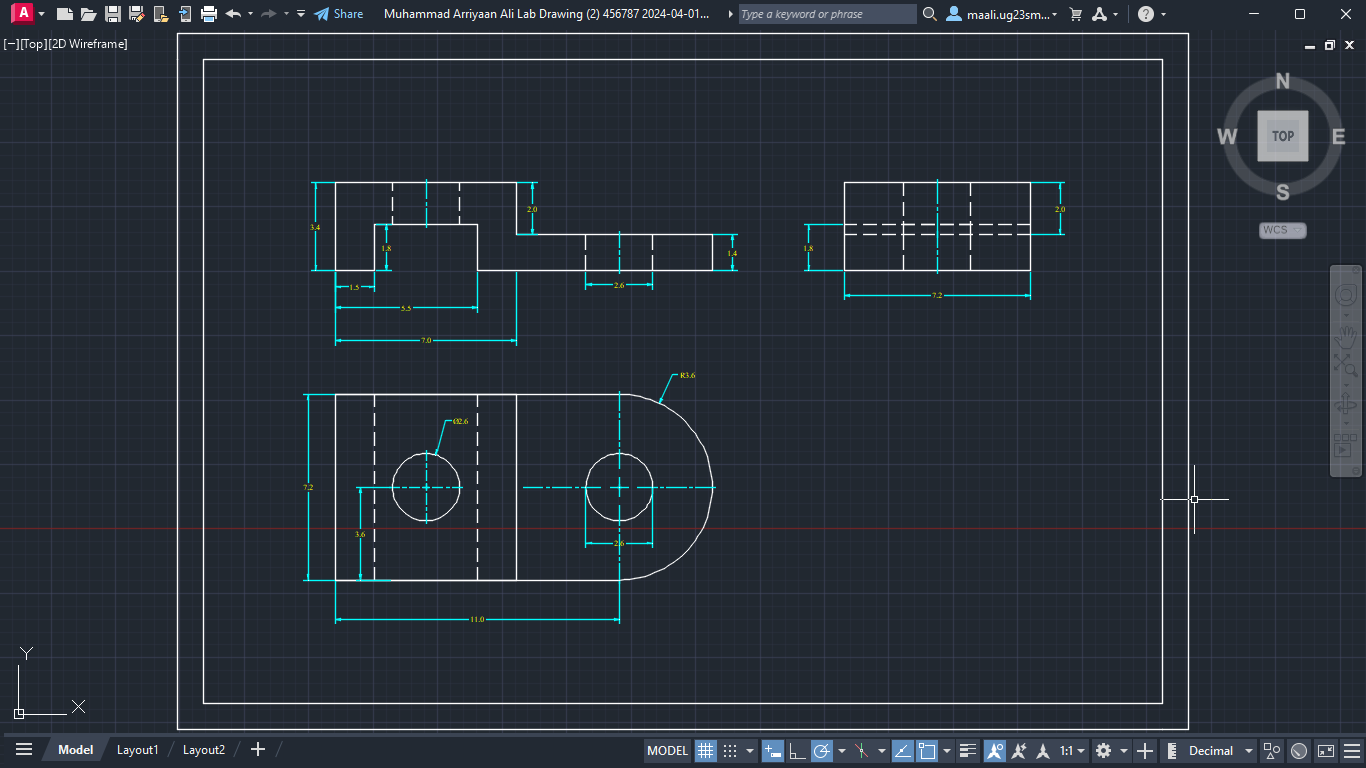 A Share Muhammad Arriyaan Ali Lab Drawing (2) 456787 2024-04-01... Type a keyword or phrase maali.ug23sm... ?
[−][Top][2D Wireframe]
N
W TOP E
S
WCS
2.0 2.0
3.4
1.8 1.4 1.8
1.5 2.6 7.2
5.5
7.0
R3.6
Ø2.6
7.2
3.6 2.6
11.0
Y
X
Model Layout1 Layout2 + MODEL 1:1 Decimal